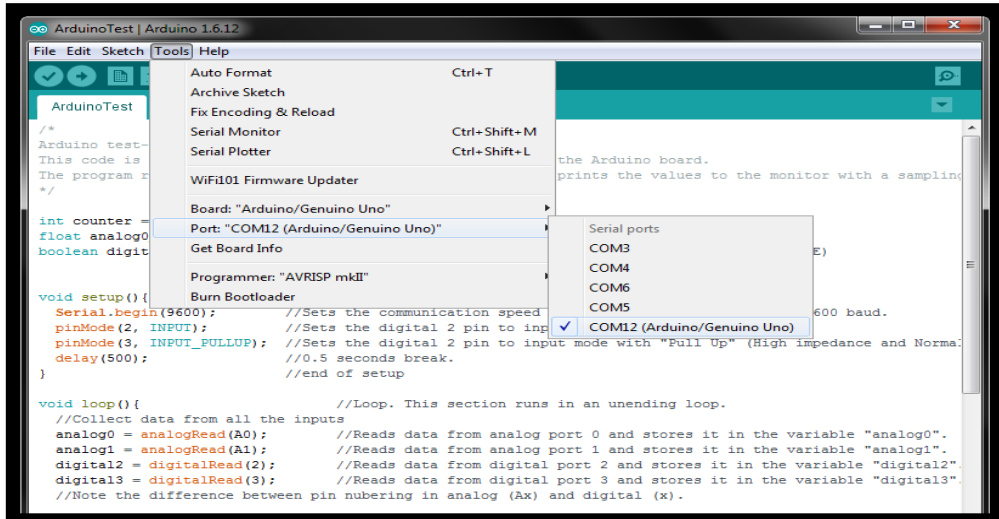 ArduinoTest | Arduino 1.6.12
File Edit Sketch Tools Help
ArduinoTest
Auto Format Ctrl+T
Archive Sketch
Fix Encoding & Reload
Serial Monitor Ctrl+Shift+M
Serial Plotter Ctrl+Shift+L
WiFi101 Firmware Updater
Board: "Arduino/Genuino Uno"
Port: "COM12 (Arduino/Genuino Uno)"
Get Board Info
Programmer: "AVRISP mkII"
Burn Bootloader
Serial ports
COM3
COM4
COM6
COM5
COM12 (Arduino/Genuino Uno)
/*
Arduino test-
This code is the Arduino board.
The program r prints the values to the monitor with a sampling
*/
int counter =
float analog0
boolean digit E)
void setup(){
Serial.begin(9600); //Sets the communication speed 600 baud.
pinMode(2, INPUT); //Sets the digital 2 pin to inp
pinMode(3, INPUT_PULLUP); //Sets the digital 2 pin to input mode with "Pull Up" (High impedance and Norma
delay(500); //0.5 seconds break.
} //end of setup
void loop(){ //Loop. This section runs in an unending loop.
//Collect data from all the inputs
analog0 = analogRead(A0); //Reads data from analog port 0 and stores it in the variable "analog0".
analog1 = analogRead(A1); //Reads data from analog port 1 and stores it in the variable "analog1".
digital2 = digitalRead(2); //Reads data from digital port 2 and stores it in the variable "digital2"
digital3 = digitalRead(3); //Reads data from digital port 3 and stores it in the variable "digital3"
//Note the difference between pin nubering in analog (Ax) and digital (x).